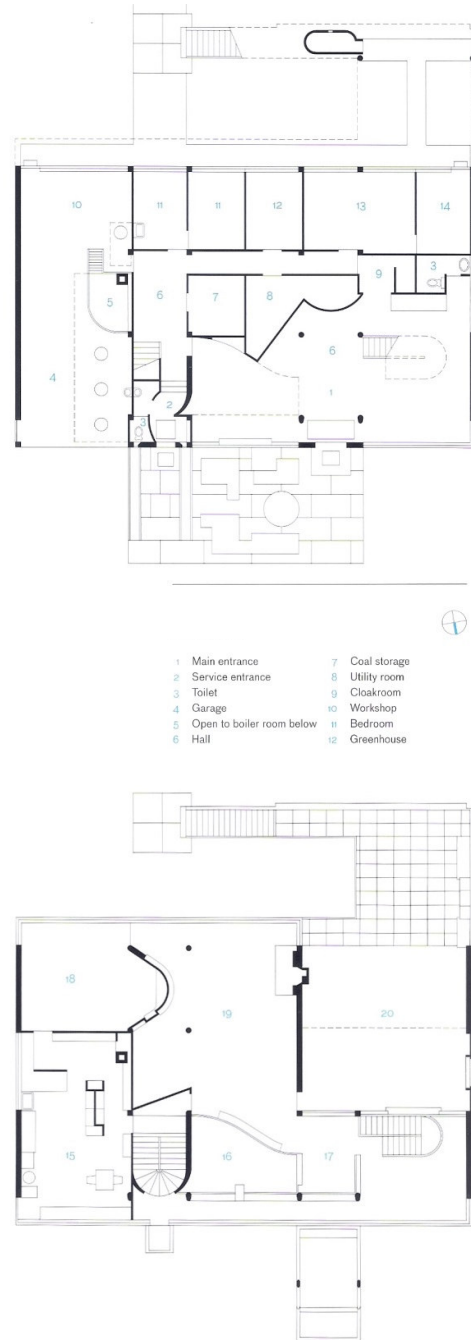 10
11
11
12
13
14
5
6
7
8
9
3
4
6
2
1
3
1 Main entrance
2 Service entrance
3 Toilet
4 Garage
5 Open to boiler room below
6 Hall
7 Coal storage
8 Utility room
9 Cloakroom
10 Workshop
11 Bedroom
12 Greenhouse
18
19
20
15
16
17